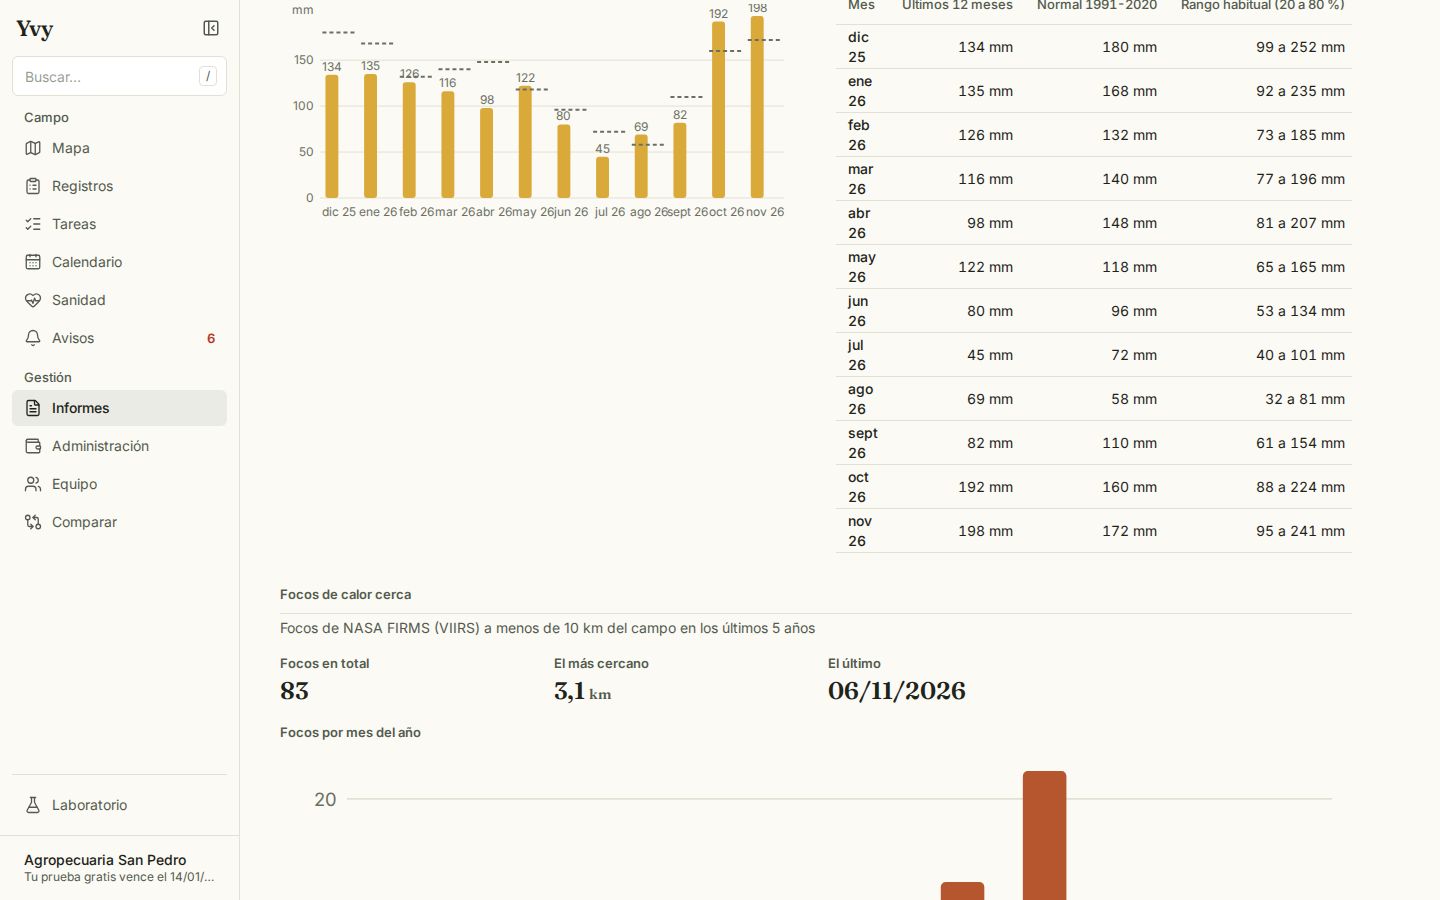 Yvy
Buscar... /
Campo
Mapa
Registros
Tareas
Calendario
Sanidad
Avisos 6
Gestión
Informes
Administración
Equipo
Comparar
Laboratorio
Agropecuaria San Pedro
Tu prueba gratis vence el 14/01/...
mm
150
100
50
0
134 135 126 116 98 122 80 45 69 82 192 198
dic 25 ene 26 feb 26 mar 26 abr 26 may 26 jun 26 jul 26 ago 26 sept 26 oct 26 nov 26
Mes Últimos 12 meses Normal 1991-2020 Rango habitual (20 a 80 %)
dic 25 134 mm 180 mm 99 a 252 mm
ene 26 135 mm 168 mm 92 a 235 mm
feb 26 126 mm 132 mm 73 a 185 mm
mar 26 116 mm 140 mm 77 a 196 mm
abr 26 98 mm 148 mm 81 a 207 mm
may 26 122 mm 118 mm 65 a 165 mm
jun 26 80 mm 96 mm 53 a 134 mm
jul 26 45 mm 72 mm 40 a 101 mm
ago 26 69 mm 58 mm 32 a 81 mm
sept 26 82 mm 110 mm 61 a 154 mm
oct 26 192 mm 160 mm 88 a 224 mm
nov 26 198 mm 172 mm 95 a 241 mm
Focos de calor cerca
Focos de NASA FIRMS (VIIRS) a menos de 10 km del campo en los últimos 5 años
Focos en total El más cercano El último
83 3,1 km 06/11/2026
Focos por mes del año
20